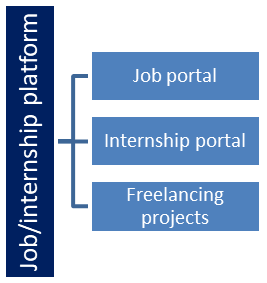 Job/internship platform
Job portal
Internship portal
Freelancing
projects